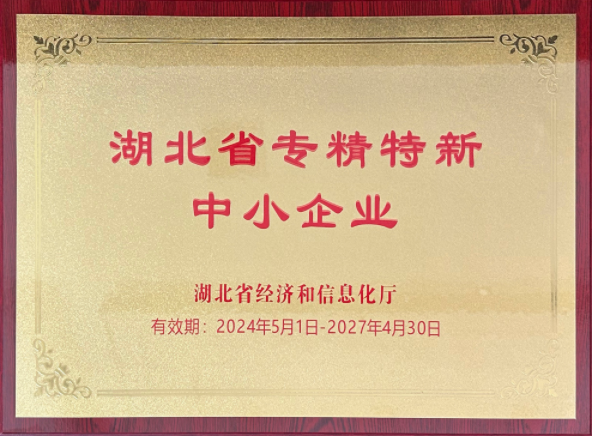 湖北省专精特新
中小企业
湖北省经济和信息化厅
有效期：2024年5月1日-2027年4月30日